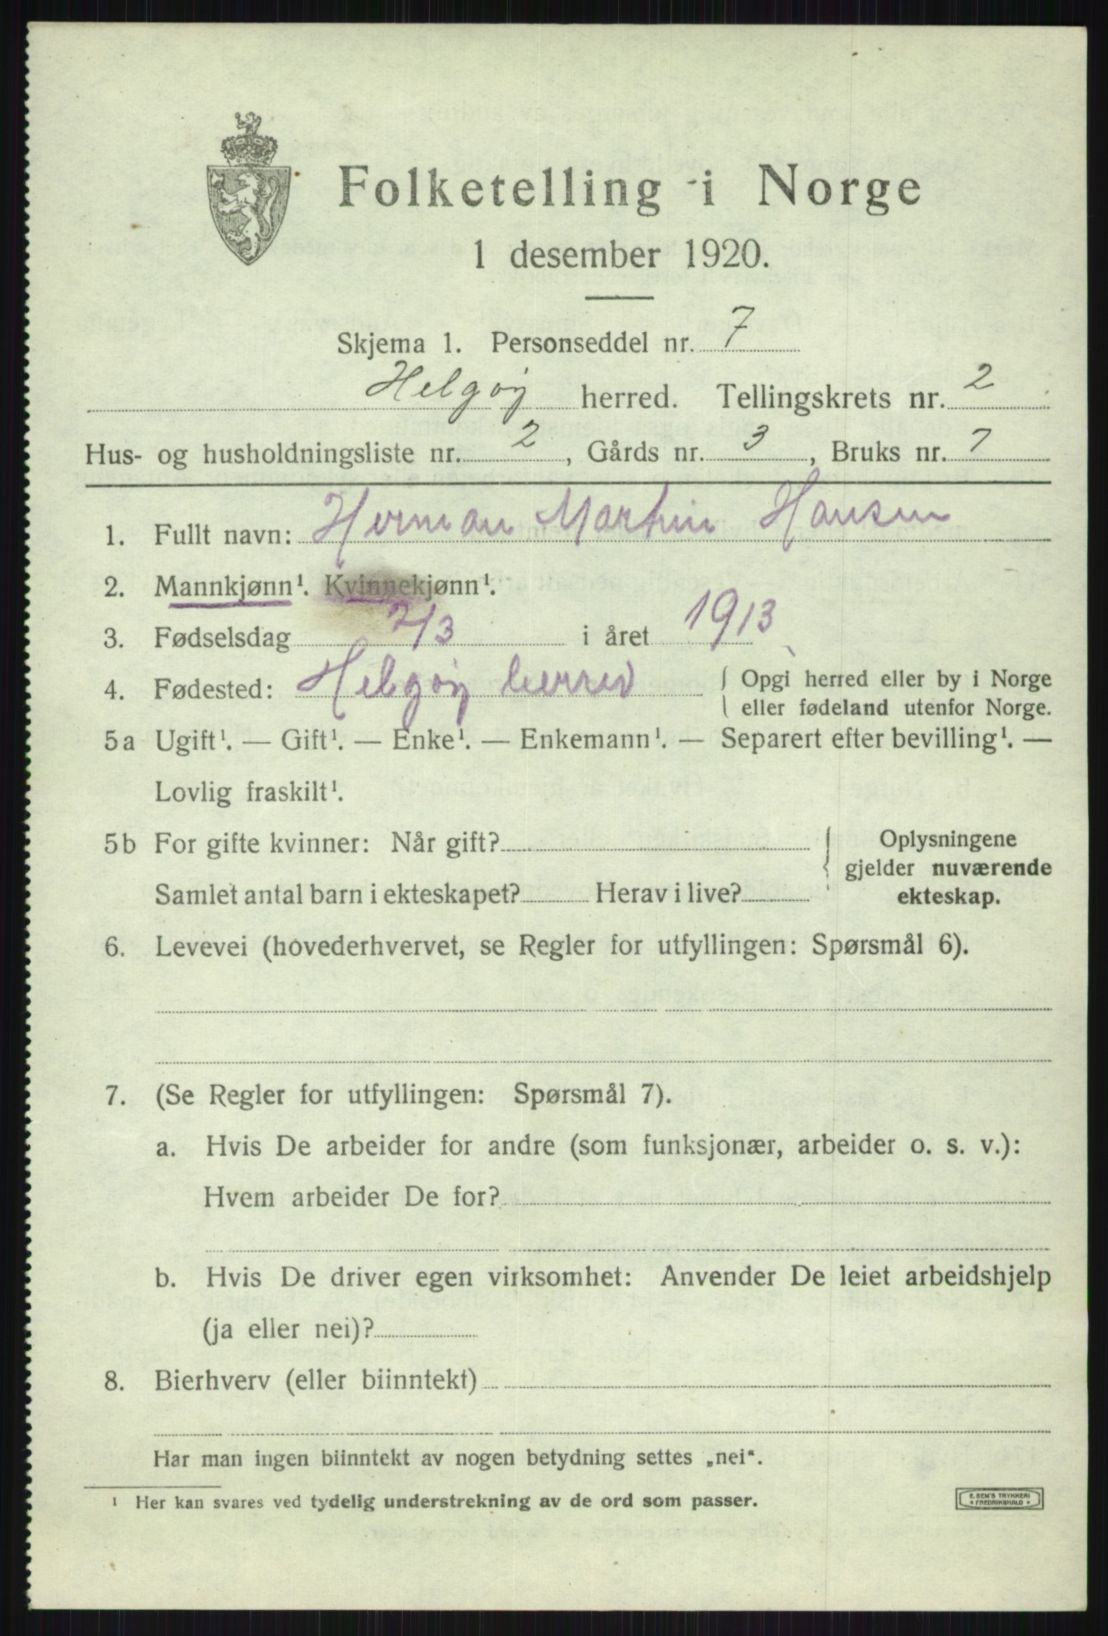 Folketelling i Norge
1 desember 1920.
Skjema 1. Personseddel nr. 7
Helgøy herred. Tellingskrets nr. 2
Hus- og husholdningsliste nr. 2, Gårds nr. 3, Bruks nr. 7
1. Fullt navn: Herman Martin Hansen
2. Mannkjønn¹. Kvinnekjønn¹.
3. Fødselsdag 7/3 i året 1913
4. Fødested: Helgøy herred { Opgi herred eller by i Norge
eller fødeland utenfor Norge.
5a Ugift¹. — Gift¹. — Enke¹. — Enkemann¹. — Separert efter bevilling¹. —
Lovlig fraskilt¹.
5b For gifte kvinner: Når gift?
Samlet antal barn i ekteskapet? Herav i live?
{ Oplysningene
gjelder nuværende
ekteskap.
6. Levevei (hovederhvervet, se Regler for utfyllingen: Spørsmål 6).
7. (Se Regler for utfyllingen: Spørsmål 7).
a. Hvis De arbeider for andre (som funksjonær, arbeider o. s. v.):
Hvem arbeider De for?
b. Hvis De driver egen virksomhet: Anvender De leiet arbeidshjelp
(ja eller nei)?
8. Bierhverv (eller biinntekt)
Har man ingen biinntekt av nogen betydning settes „nei“.
¹ Her kan svares ved tydelig understrekning av de ord som passer.
E. SEM'S TRYKKERI
FREDRIKSHALD